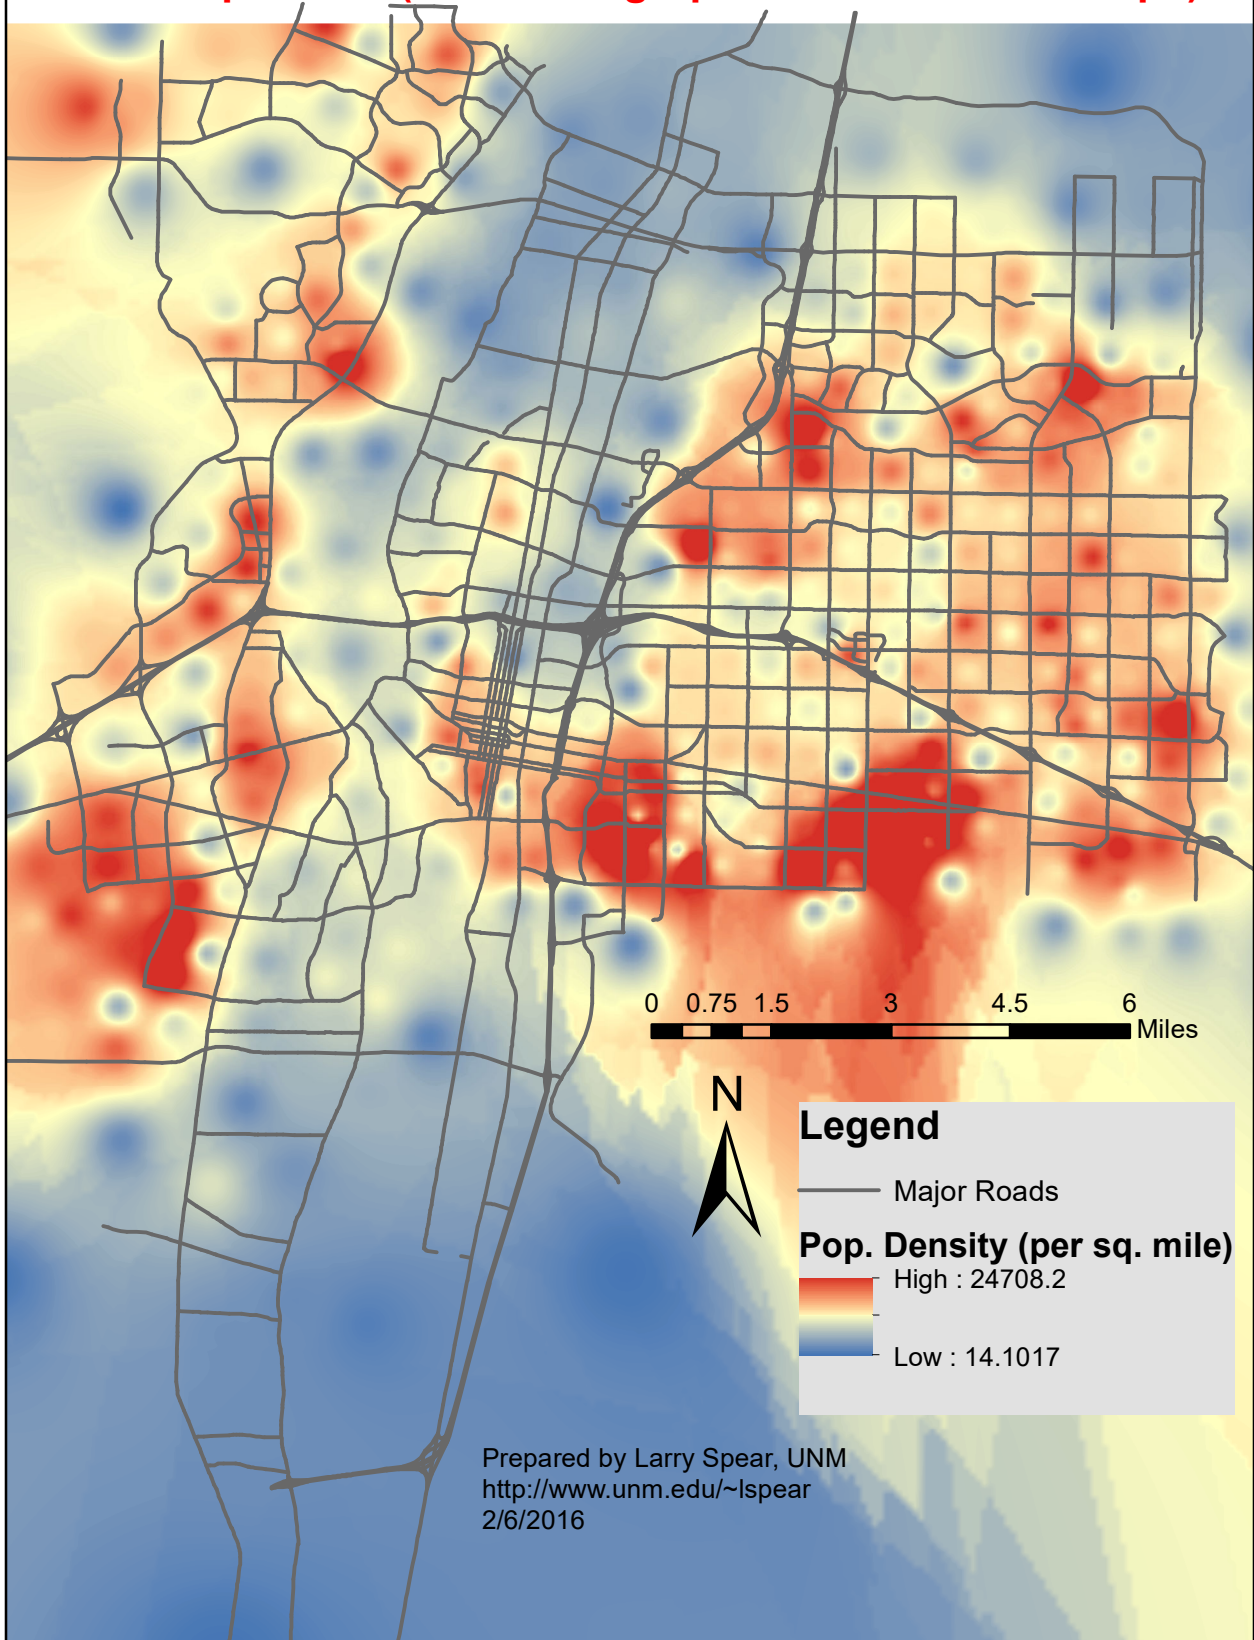 0 0.75 1.5 3 4.5 6
Miles
N
Legend
Major Roads
Pop. Density (per sq. mile)
High : 24708.2
Low : 14.1017
Prepared by Larry Spear, UNM
http://www.unm.edu/~lspear
2/6/2016